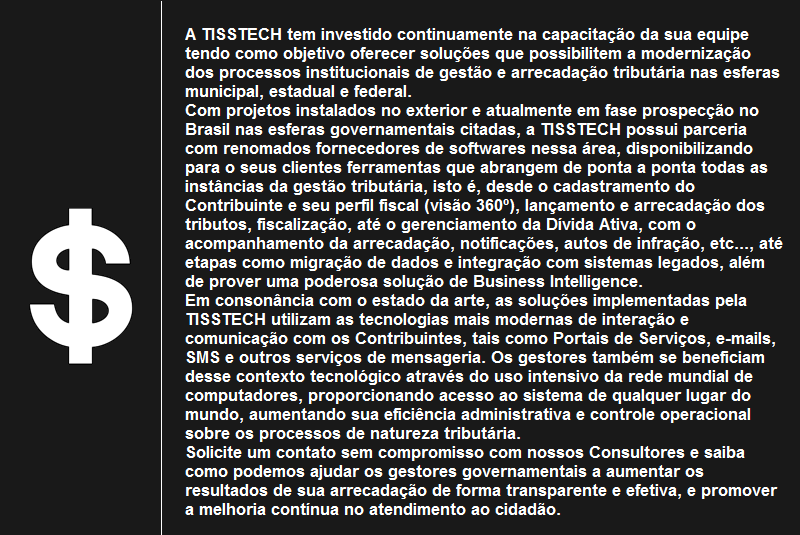 $
A TISSTECH tem investido continuamente na capacitação da sua equipe
tendo como objetivo oferecer soluções que possibilitem a modernização
dos processos institucionais de gestão e arrecadação tributária nas esferas
municipal, estadual e federal.
Com projetos instalados no exterior e atualmente em fase prospecção no
Brasil nas esferas governamentais citadas, a TISSTECH possui parceria
com renomados fornecedores de softwares nessa área, disponibilizando
para o seus clientes ferramentas que abrangem de ponta a ponta todas as
instâncias da gestão tributária, isto é, desde o cadastramento do
Contribuinte e seu perfil fiscal (visão 360º), lançamento e arrecadação dos
tributos, fiscalização, até o gerenciamento da Dívida Ativa, com o
acompanhamento da arrecadação, notificações, autos de infração, etc..., até
etapas como migração de dados e integração com sistemas legados, além
de prover uma poderosa solução de Business Intelligence.
Em consonância com o estado da arte, as soluções implementadas pela
TISSTECH utilizam as tecnologias mais modernas de interação e
comunicação com os Contribuintes, tais como Portais de Serviços, e-mails,
SMS e outros serviços de mensageria. Os gestores também se beneficiam
desse contexto tecnológico através do uso intensivo da rede mundial de
computadores, proporcionando acesso ao sistema de qualquer lugar do
mundo, aumentando sua eficiência administrativa e controle operacional
sobre os processos de natureza tributária.
Solicite um contato sem compromisso com nossos Consultores e saiba
como podemos ajudar os gestores governamentais a aumentar os
resultados de sua arrecadação de forma transparente e efetiva, e promover
a melhoria contínua no atendimento ao cidadão.